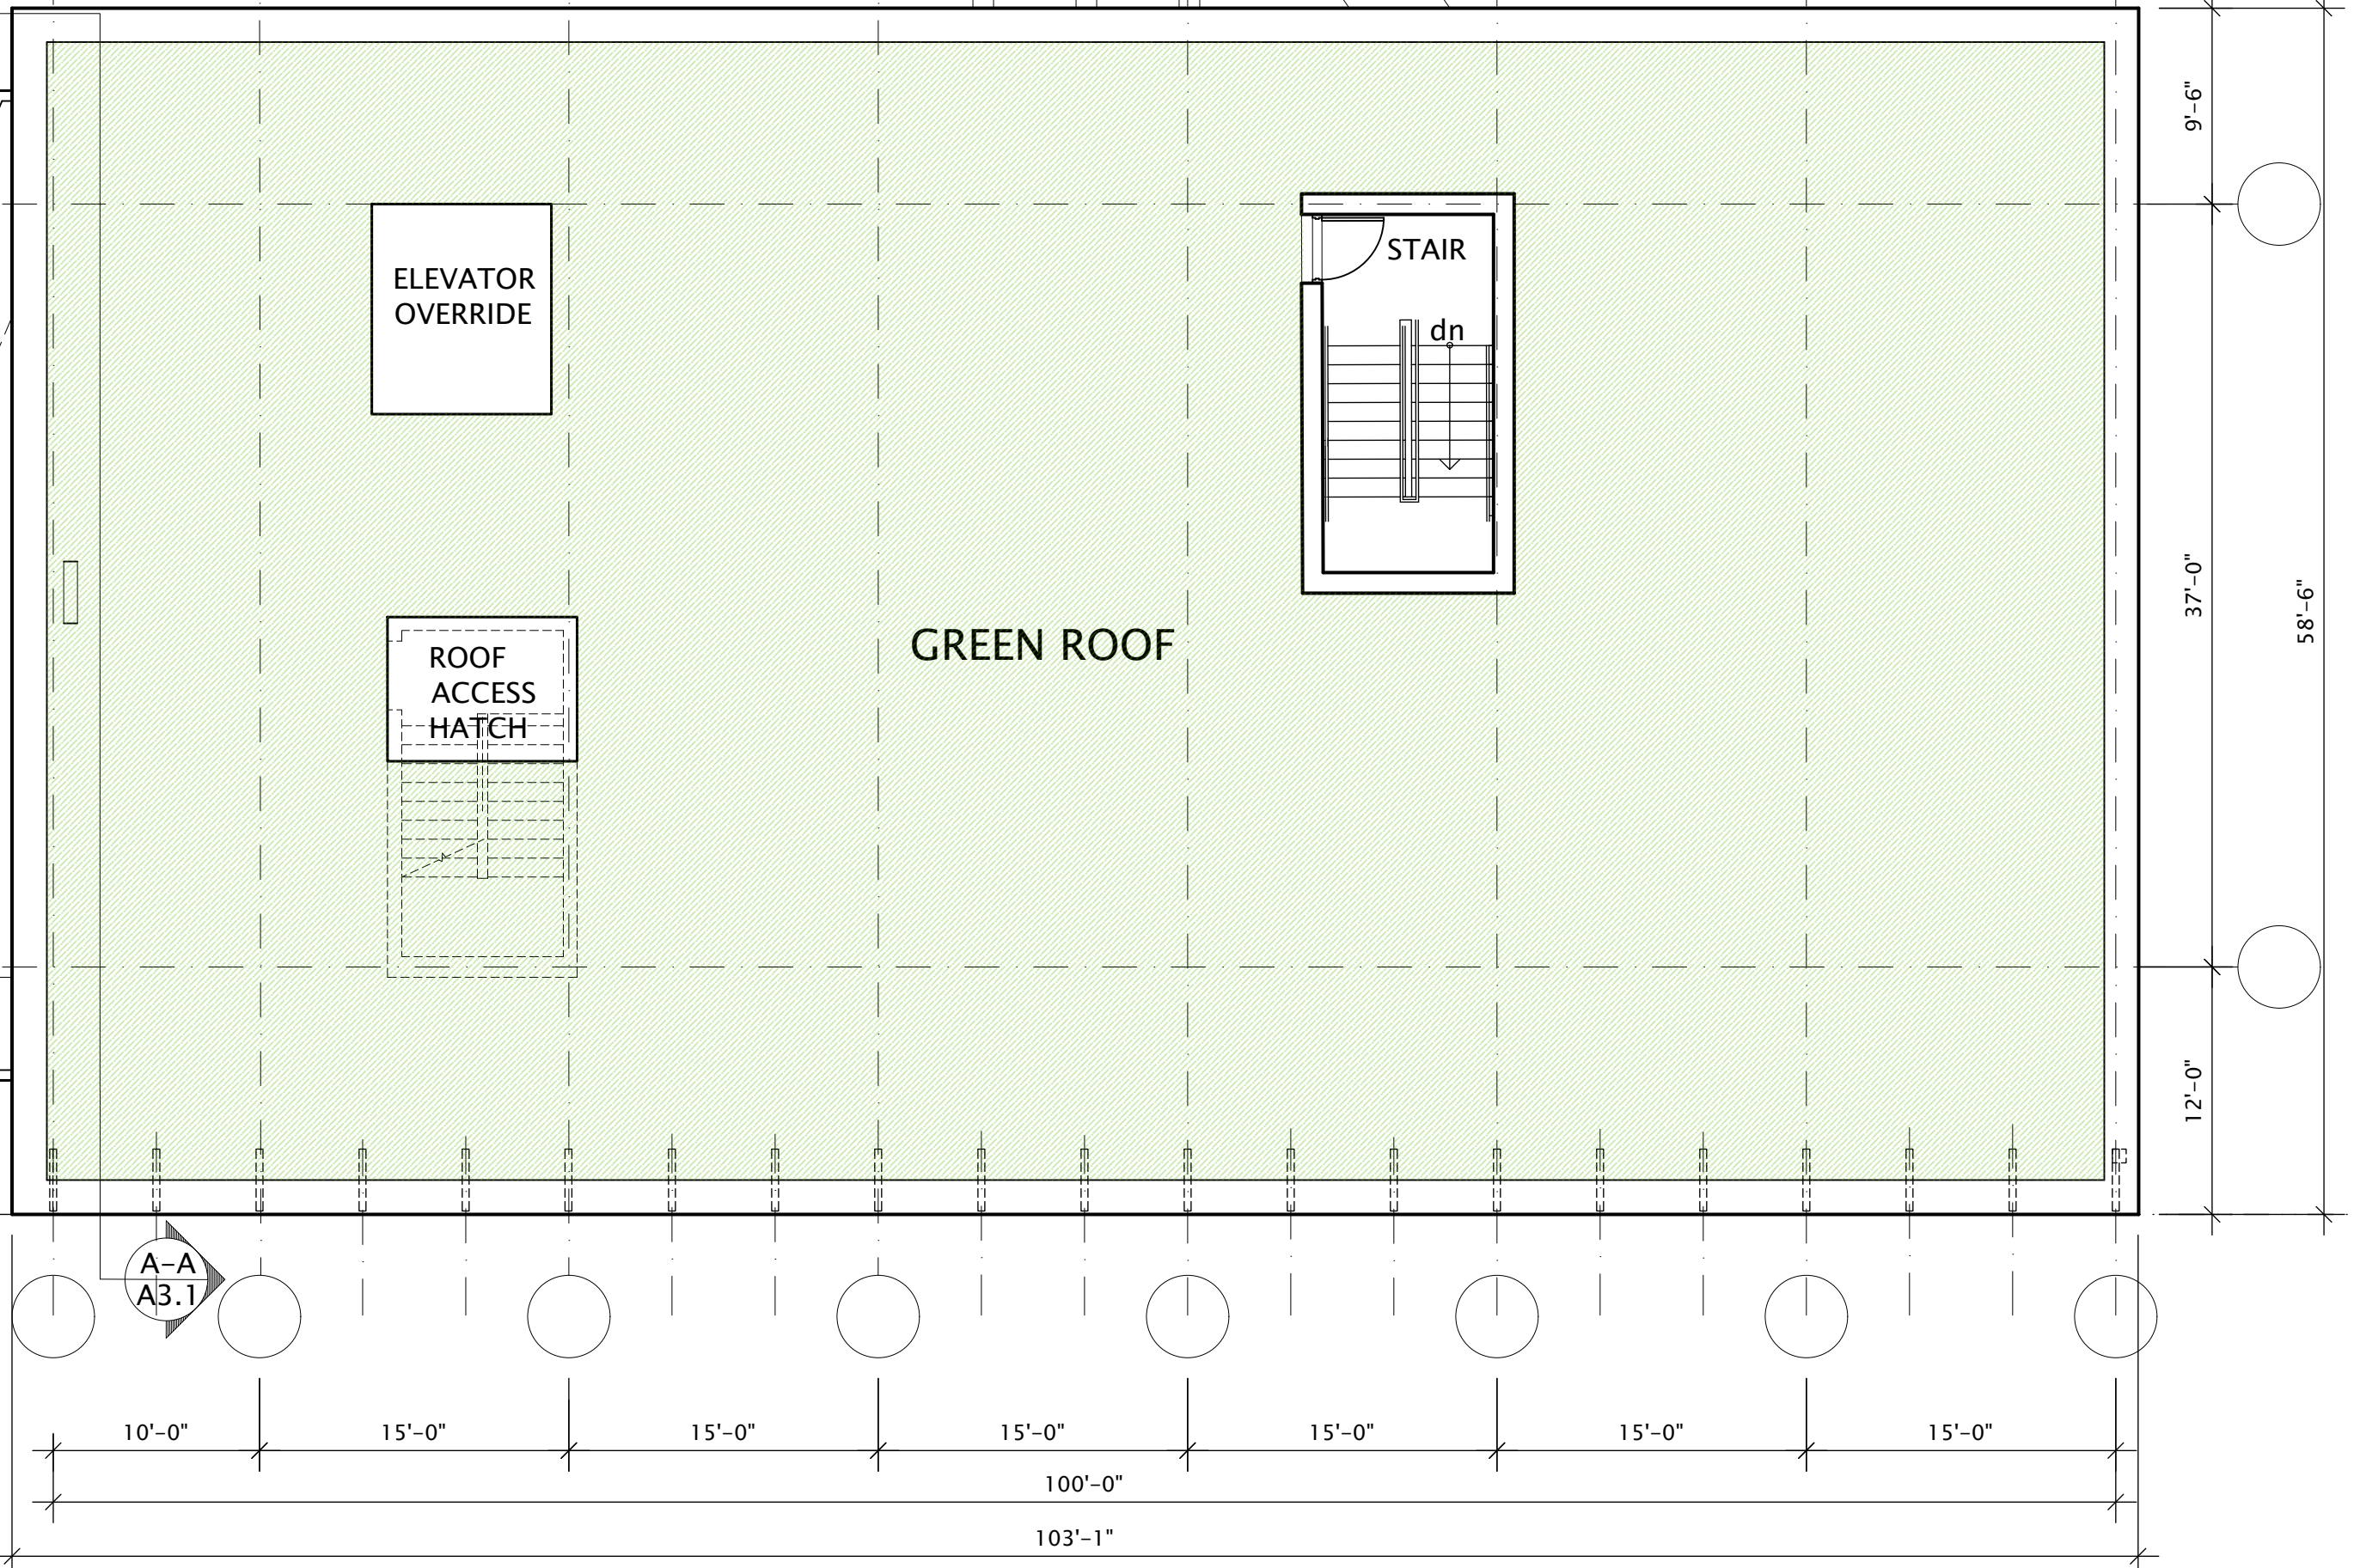 9'-6"
STAIR
ELEVATOR
OVERRIDE
dn
37'-0"
58'-6"
GREEN ROOF
ROOF
ACCESS
HATCH
12'-0"
A-A
A3.1
10'-0" 15'-0" 15'-0" 15'-0" 15'-0" 15'-0" 15'-0"
100'-0"
103'-1"